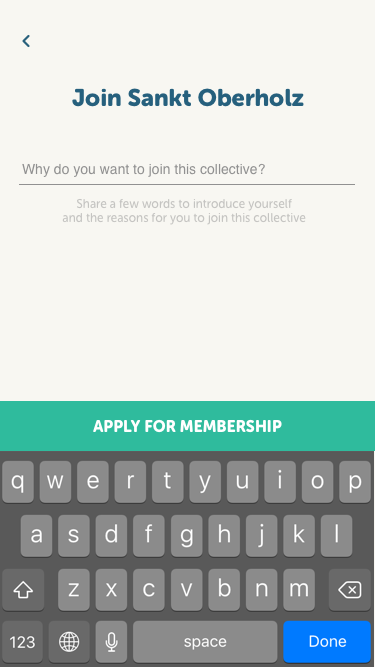 Join Sankt Oberholz
Why do you want to join this collective?
Share a few words to introduce yourself
and the reasons for you to join this collective
APPLY FOR MEMBERSHIP
q w e r t y u i o p
a s d f g h j k l
z x c v b n m
123 space Done